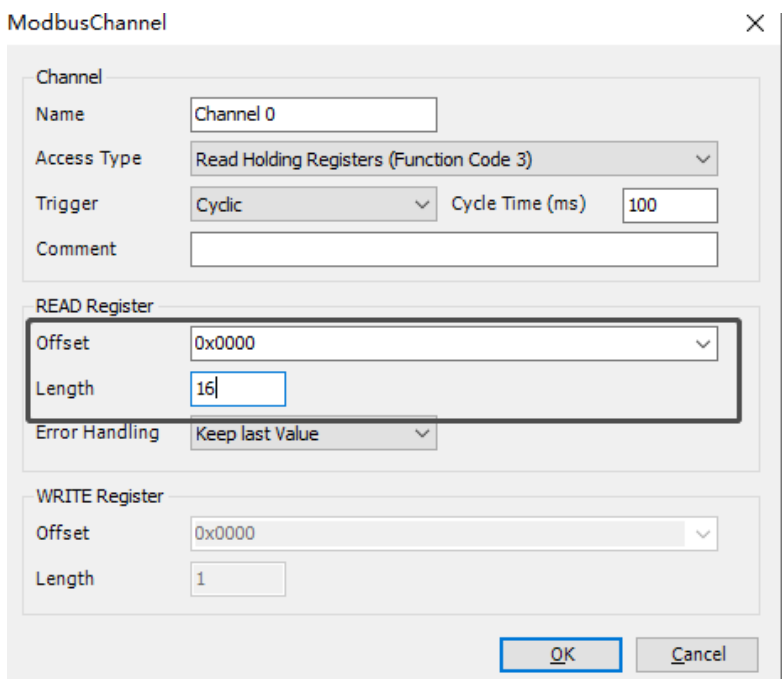 ModbusChannel
Channel
Name Channel 0
Access Type Read Holding Registers (Function Code 3)
Trigger Cyclic Cycle Time (ms) 100
Comment
READ Register
Offset 0x0000
Length 16
Error Handling Keep last Value
WRITE Register
Offset 0x0000
Length 1
OK Cancel